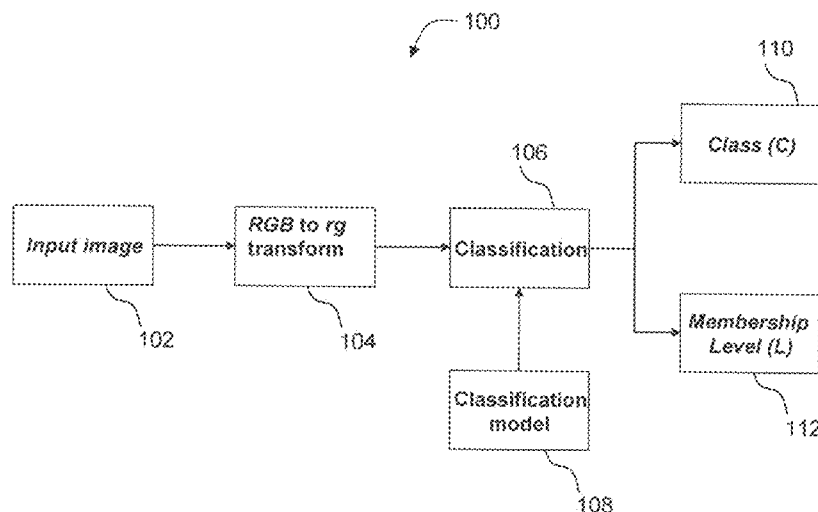 100
110
Class (C)
106
Input image
RGB to rg
transform
Classification
102
104
Membership
Level (L)
Classification
model
112
108